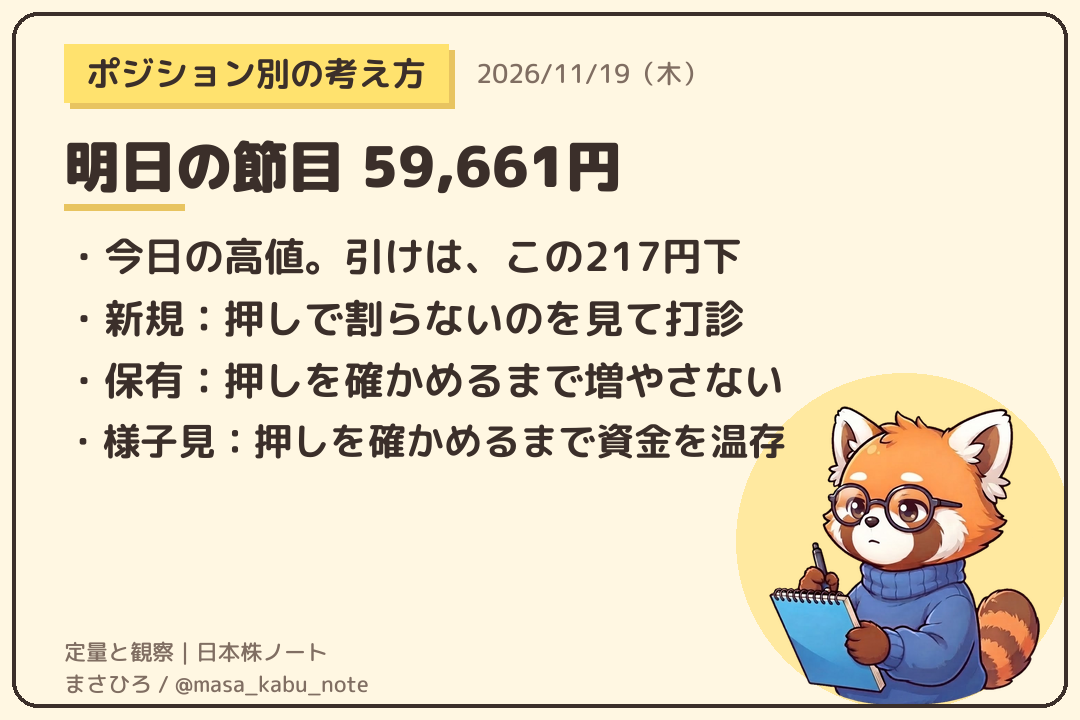 ポジション別の考え方
2026/11/19（木）
明日の節目 59,661円
・今日の高値。引けは、この217円下
・新規：押しで割らないのを見て打診
・保有：押しを確かめるまで増やさない
・様子見：押しを確かめるまで資金を温存
定量と観察 | 日本株ノート
まさひろ / @masa_kabu_note